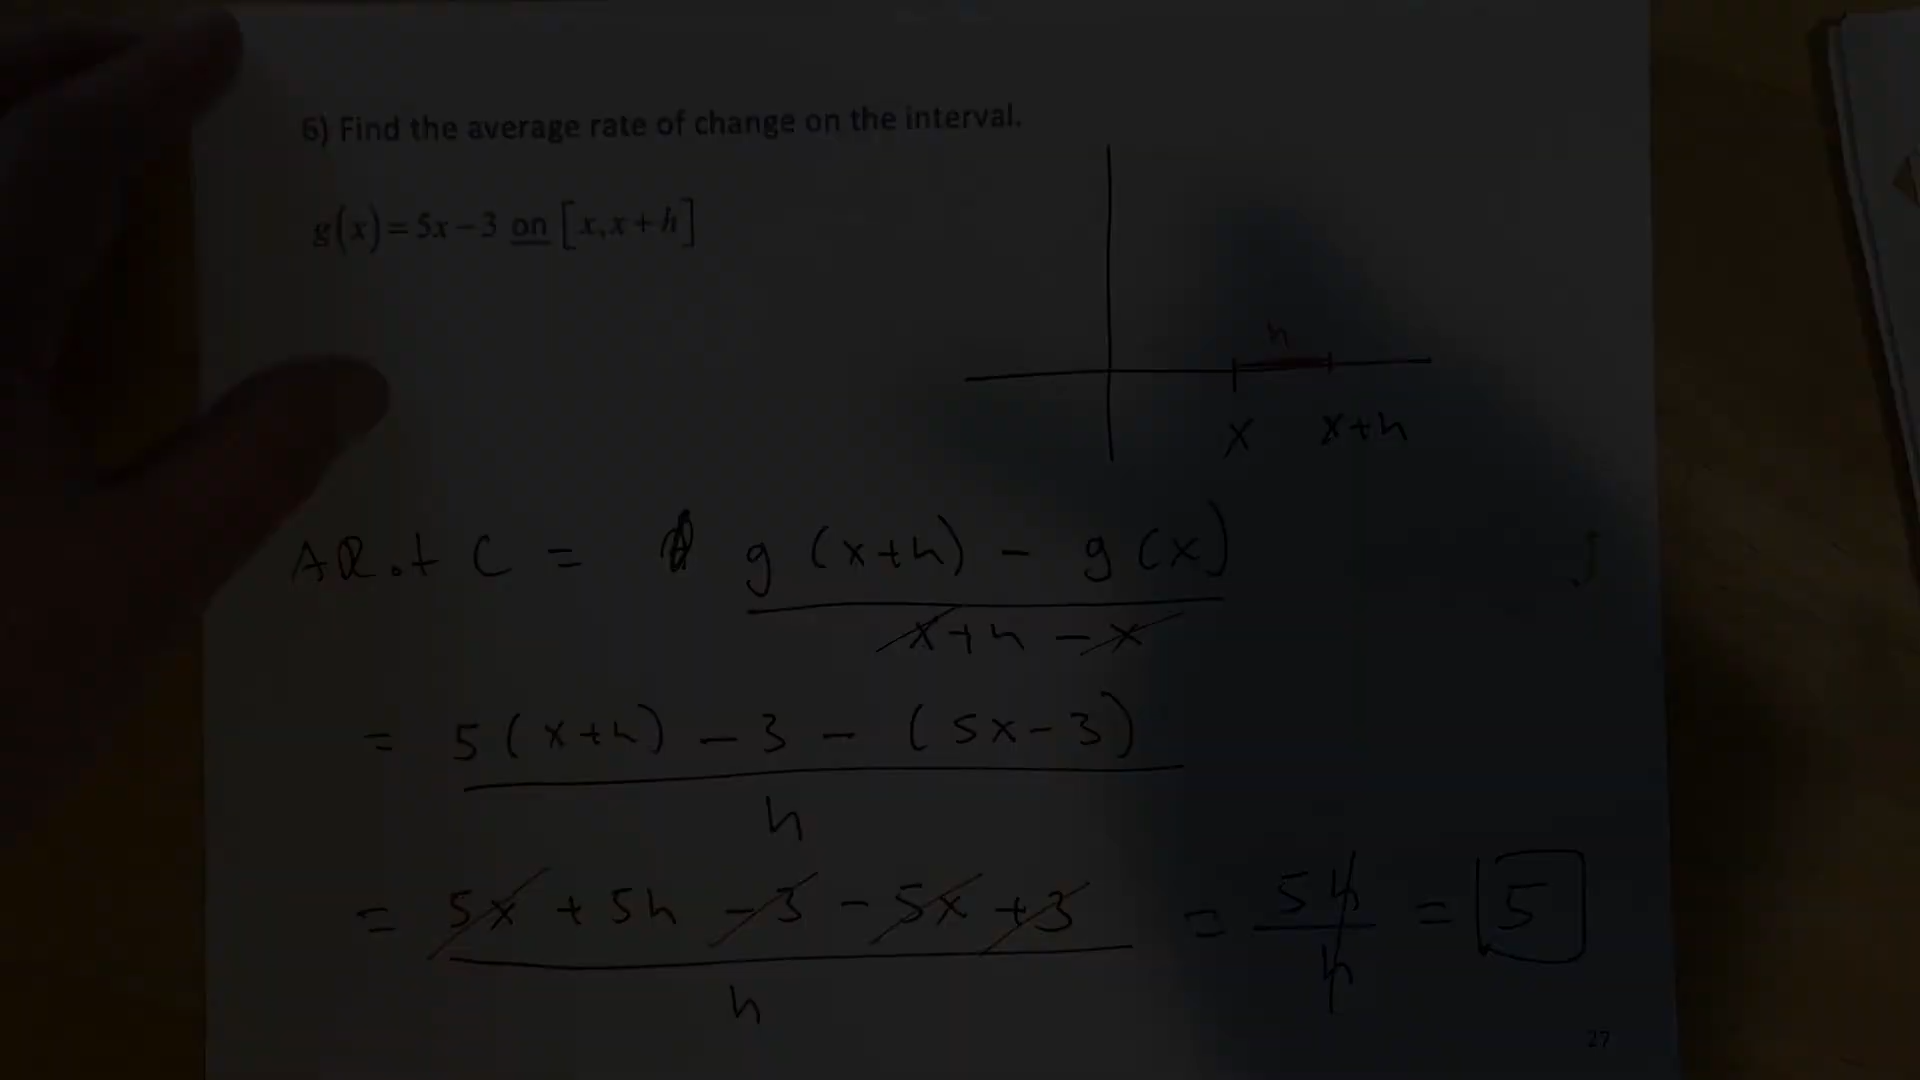 6) Find the average rate of change on the interval.
g(x) = 5x − 3 on [x, x + h]
h
x x+h
ARofC = g(x+h) − g(x)
x+h − x
= 5(x+h) − 3 − (5x−3)
h
= 5x + 5h − 3 − 5x + 3 = 5h = 5
h h
27